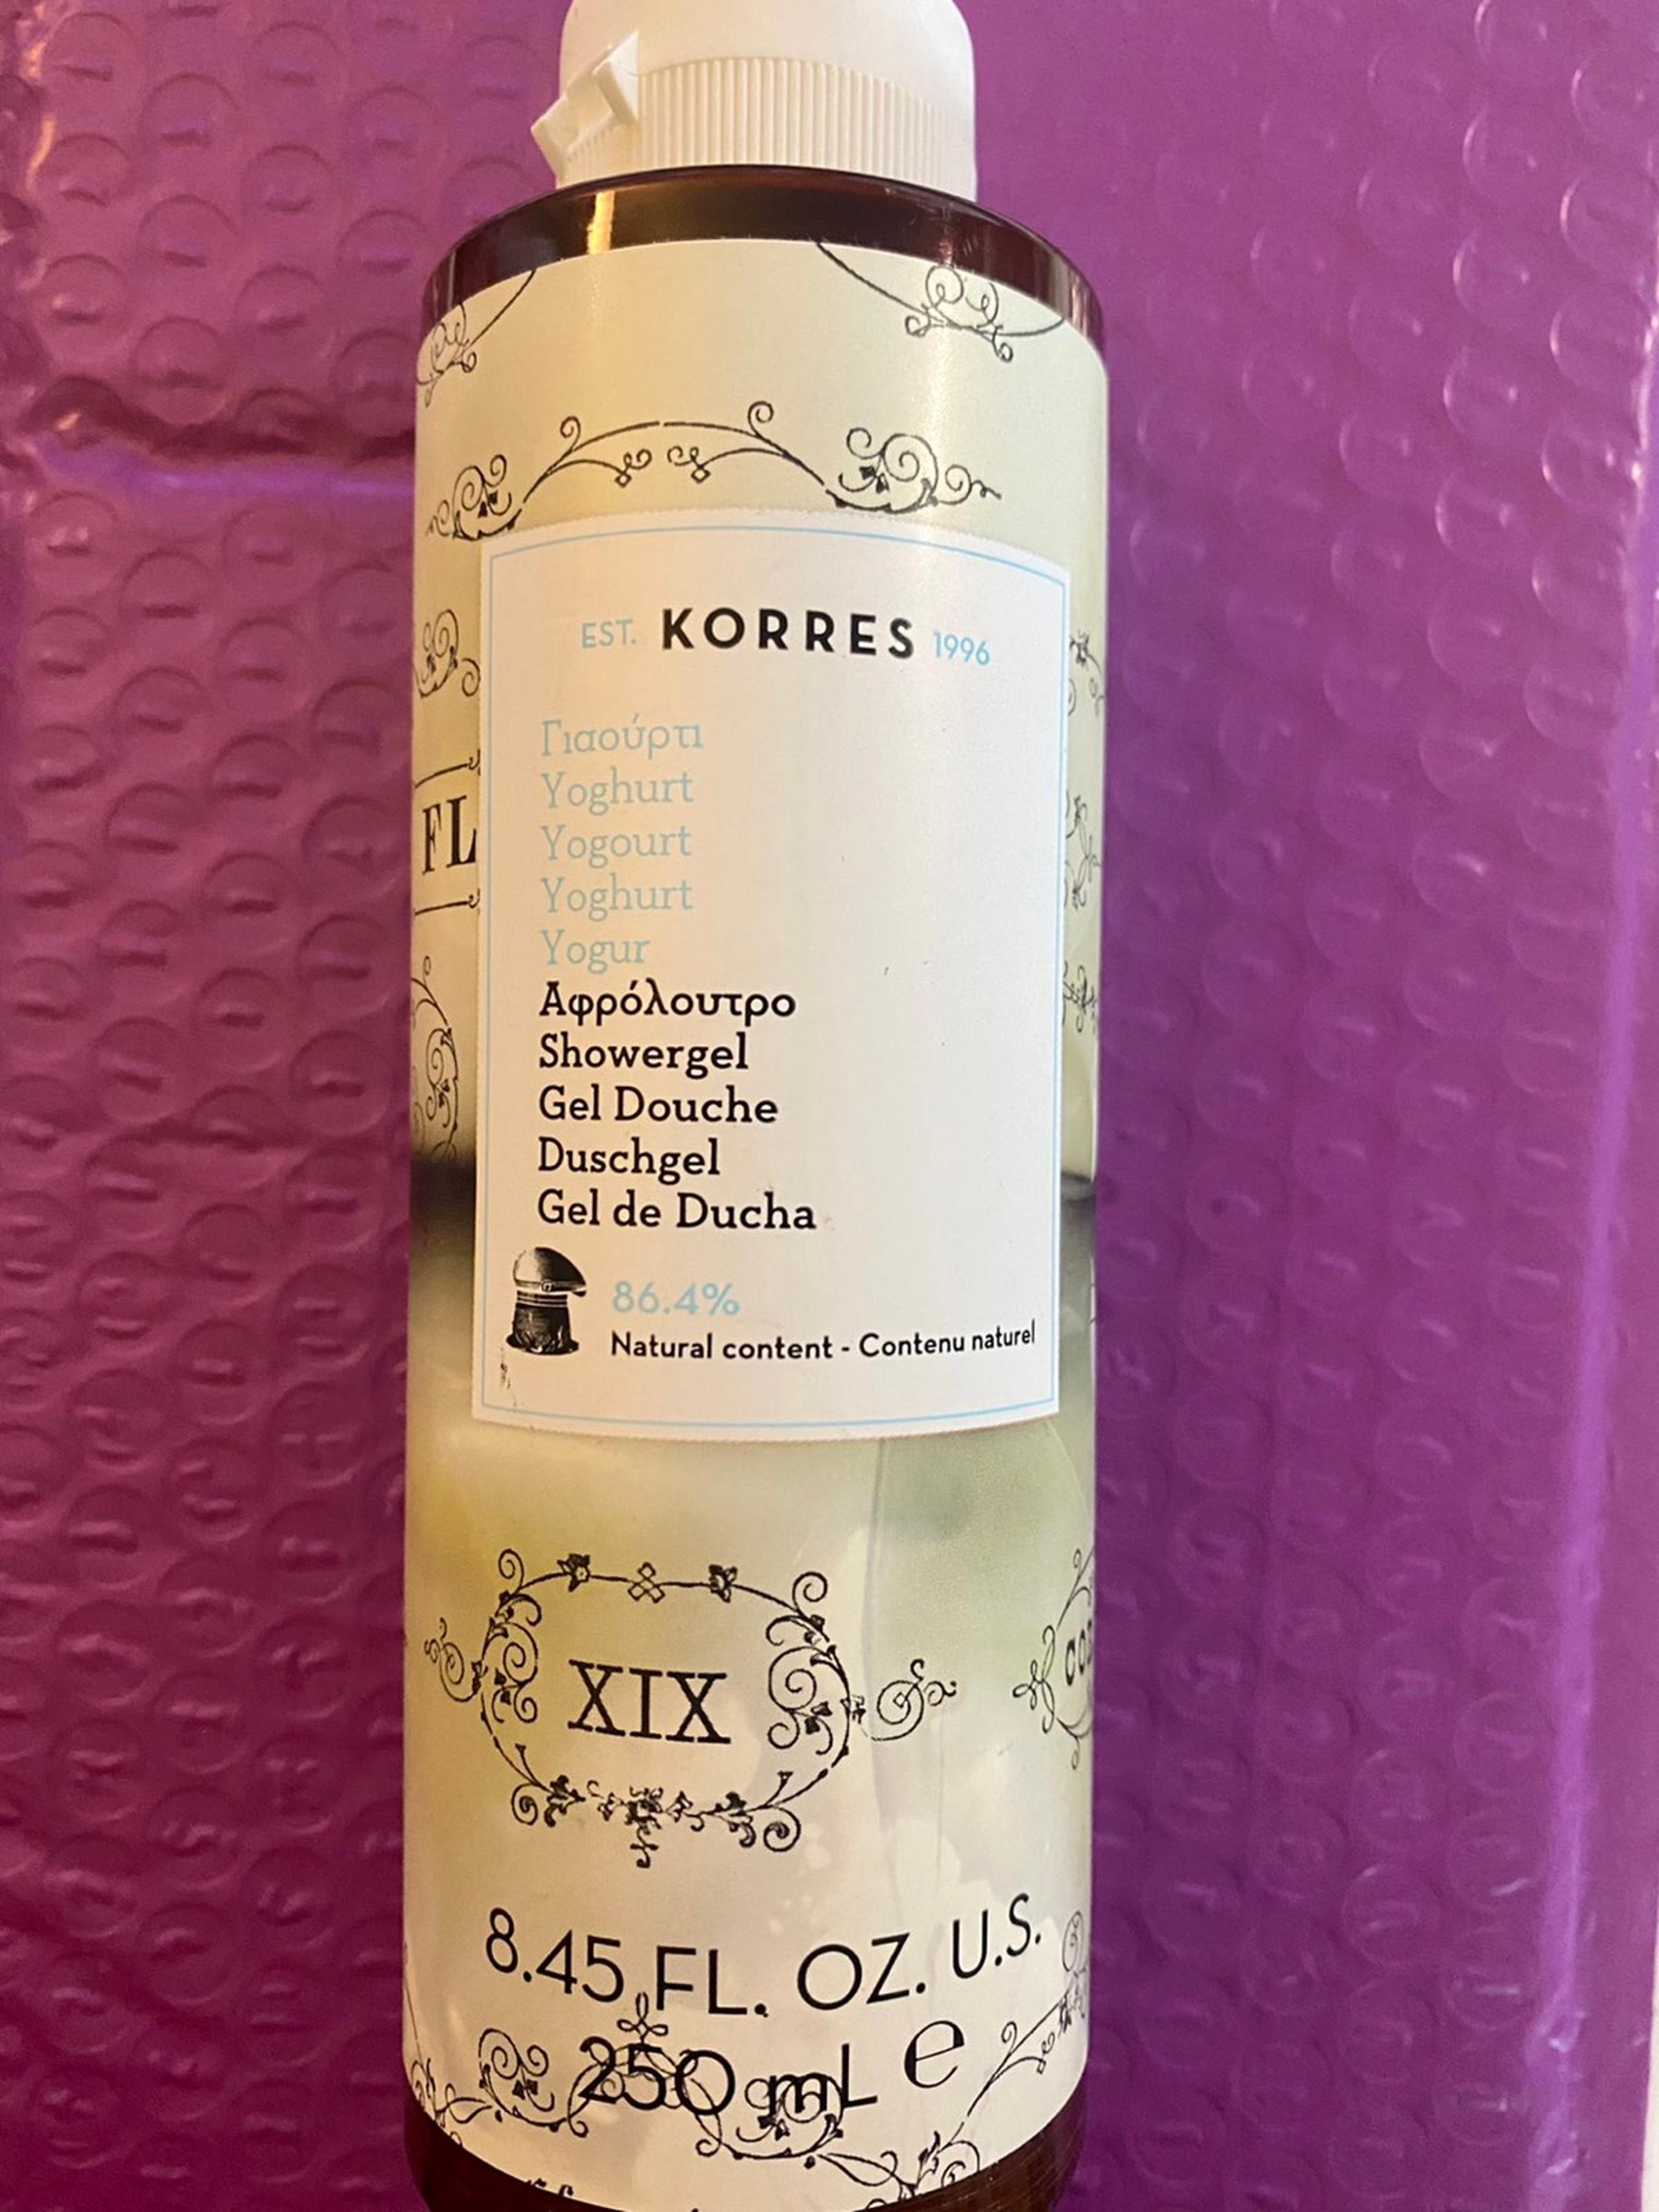 EST. KORRES 1996
Γιαούρτι
Yoghurt
Yogourt
Yoghurt
Yogur
Αφρόλουτρο
Showergel
Gel Douche
Duschgel
Gel de Ducha
86.4%
Natural content - Contenu naturel
FL
XIX
8.45 FL. OZ. U.S.
250 mL e